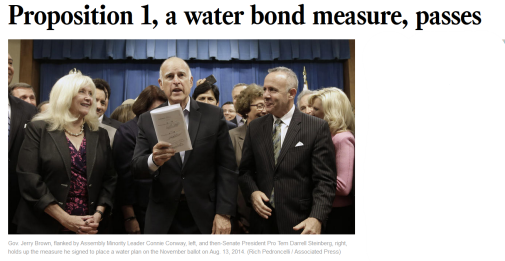 Proposition 1, a water bond measure, passes
Gov. Jerry Brown, flanked by Assembly Minority Leader Connie Conway, left, and then-Senate President Pro Tem Darrell Steinberg, right,
holds up the measure he signed to place a water plan on the November ballot on Aug. 13, 2014. (Rich Pedroncelli / Associated Press)